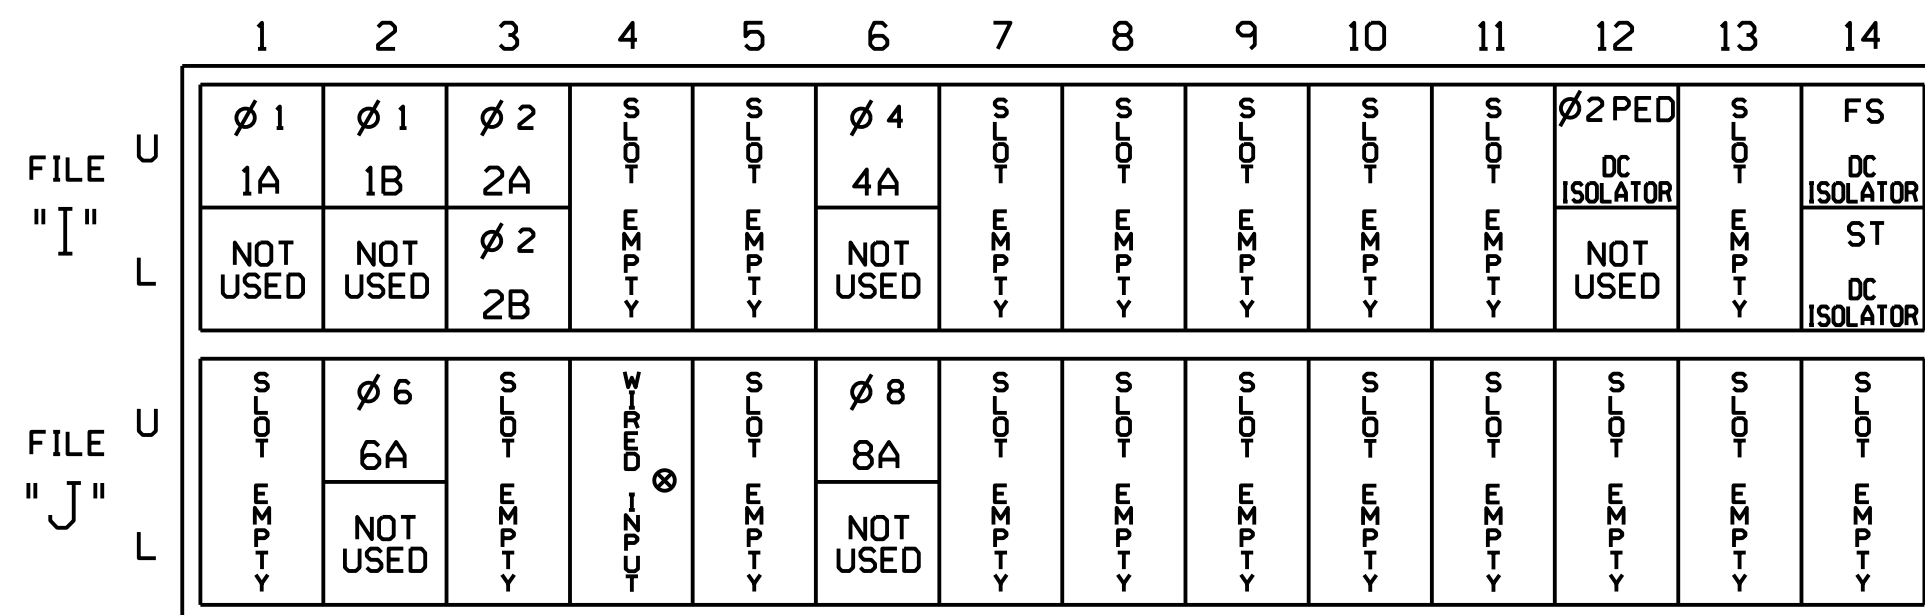 1 2 3 4 5 6 7 8 9 10 11 12 13 14
FILE "I"
U
L
Ø 1
1A
NOT
USED
Ø 1
1B
NOT
USED
Ø 2
2A
Ø 2
2B
SLOT EMPTY
SLOT EMPTY
Ø 4
4A
NOT
USED
SLOT EMPTY
SLOT EMPTY
SLOT EMPTY
SLOT EMPTY
SLOT EMPTY
Ø2 PED
DC
ISOLATOR
NOT
USED
SLOT EMPTY
FS
DC
ISOLATOR
ST
DC
ISOLATOR
FILE "J"
U
L
SLOT EMPTY
Ø 6
6A
NOT
USED
SLOT EMPTY
WIRED INPUT
⊗
SLOT EMPTY
Ø 8
8A
NOT
USED
SLOT EMPTY
SLOT EMPTY
SLOT EMPTY
SLOT EMPTY
SLOT EMPTY
SLOT EMPTY
SLOT EMPTY
SLOT EMPTY